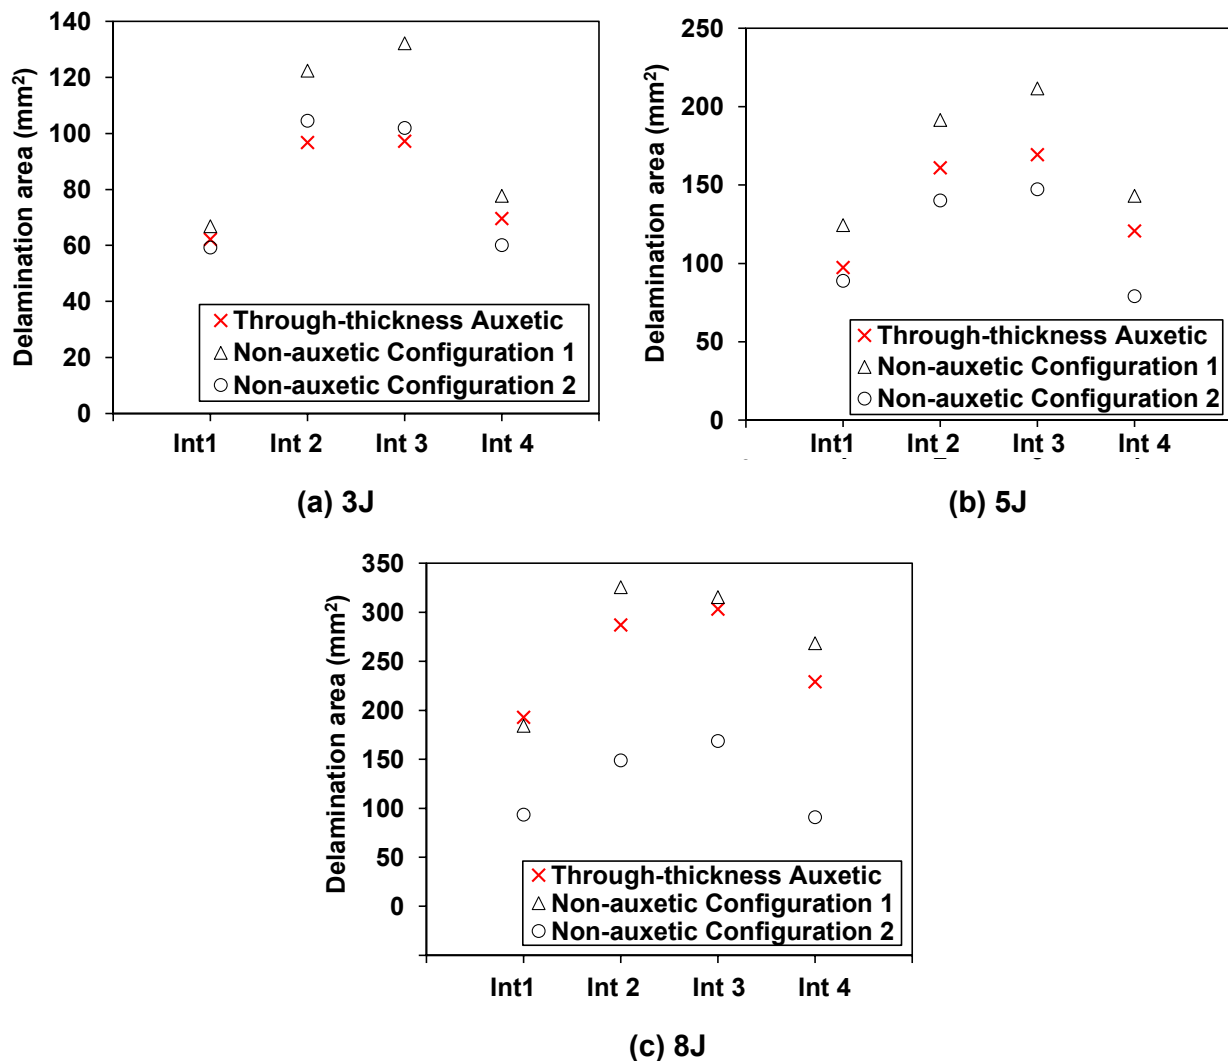 Delamination area (mm²)
140
120
100
80
60
40
20
0
Through-thickness Auxetic
Non-auxetic Configuration 1
Non-auxetic Configuration 2
Int1 Int 2 Int 3 Int 4
(a) 3J
Delamination area (mm²)
250
200
150
100
50
0
Through-thickness Auxetic
Non-auxetic Configuration 1
Non-auxetic Configuration 2
Int1 Int 2 Int 3 Int 4
(b) 5J
Delamination area (mm²)
350
300
250
200
150
100
50
0
Through-thickness Auxetic
Non-auxetic Configuration 1
Non-auxetic Configuration 2
Int1 Int 2 Int 3 Int 4
(c) 8J